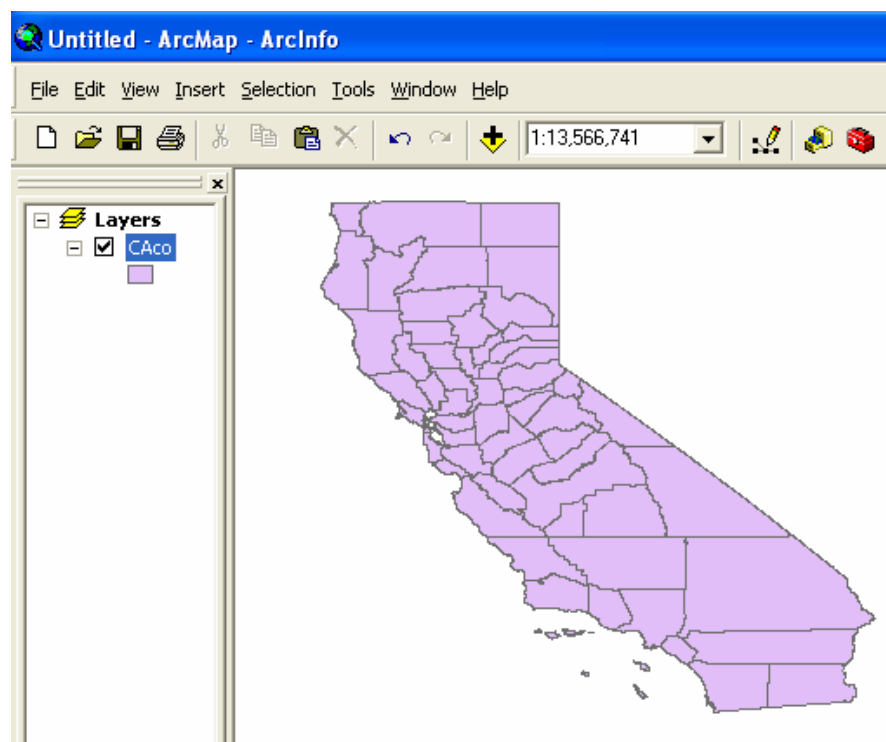 Untitled - ArcMap - ArcInfo
File Edit View Insert Selection Tools Window Help
1:13,566,741
Layers
CAco